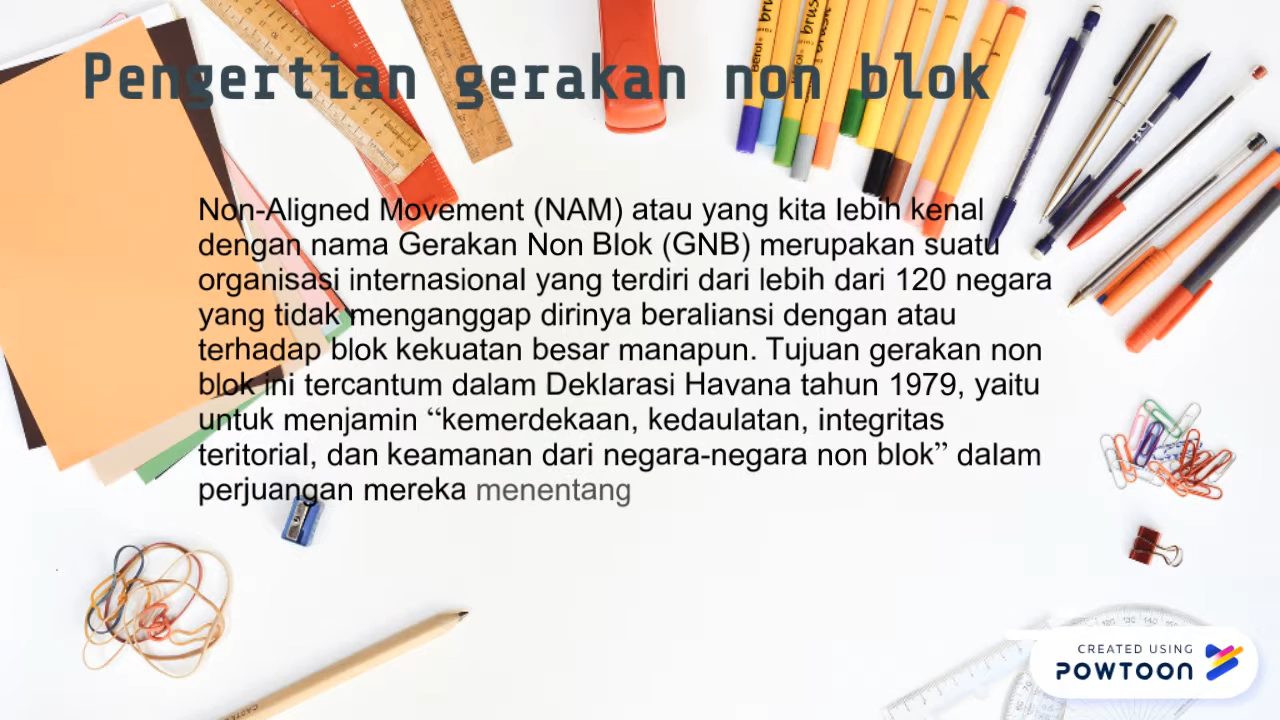 Pengertian gerakan non blok
Non-Aligned Movement (NAM) atau yang kita lebih kenal
dengan nama Gerakan Non Blok (GNB) merupakan suatu
organisasi internasional yang terdiri dari lebih dari 120 negara
yang tidak menganggap dirinya beraliansi dengan atau
terhadap blok kekuatan besar manapun. Tujuan gerakan non
blok ini tercantum dalam Deklarasi Havana tahun 1979, yaitu
untuk menjamin “kemerdekaan, kedaulatan, integritas
teritorial, dan keamanan dari negara-negara non blok” dalam
perjuangan mereka menentang
CREATED USING
POWTOON